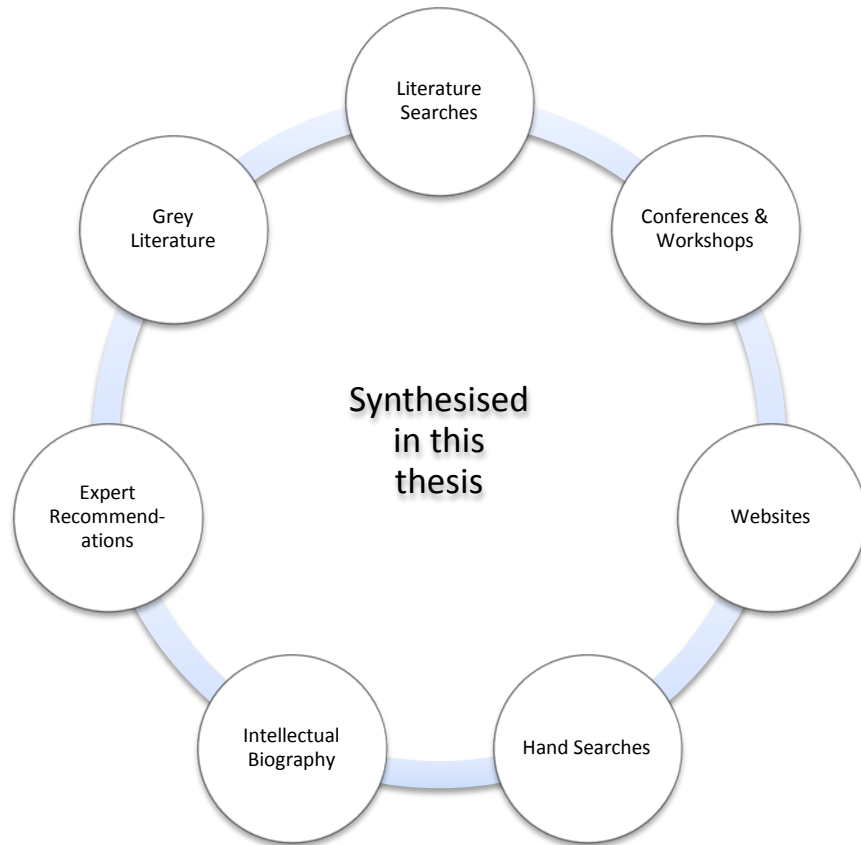 Literature
Searches
Conferences &
Workshops
Websites
Hand Searches
Intellectual
Biography
Expert
Recommend-
ations
Grey
Literature
Synthesised
in this
thesis